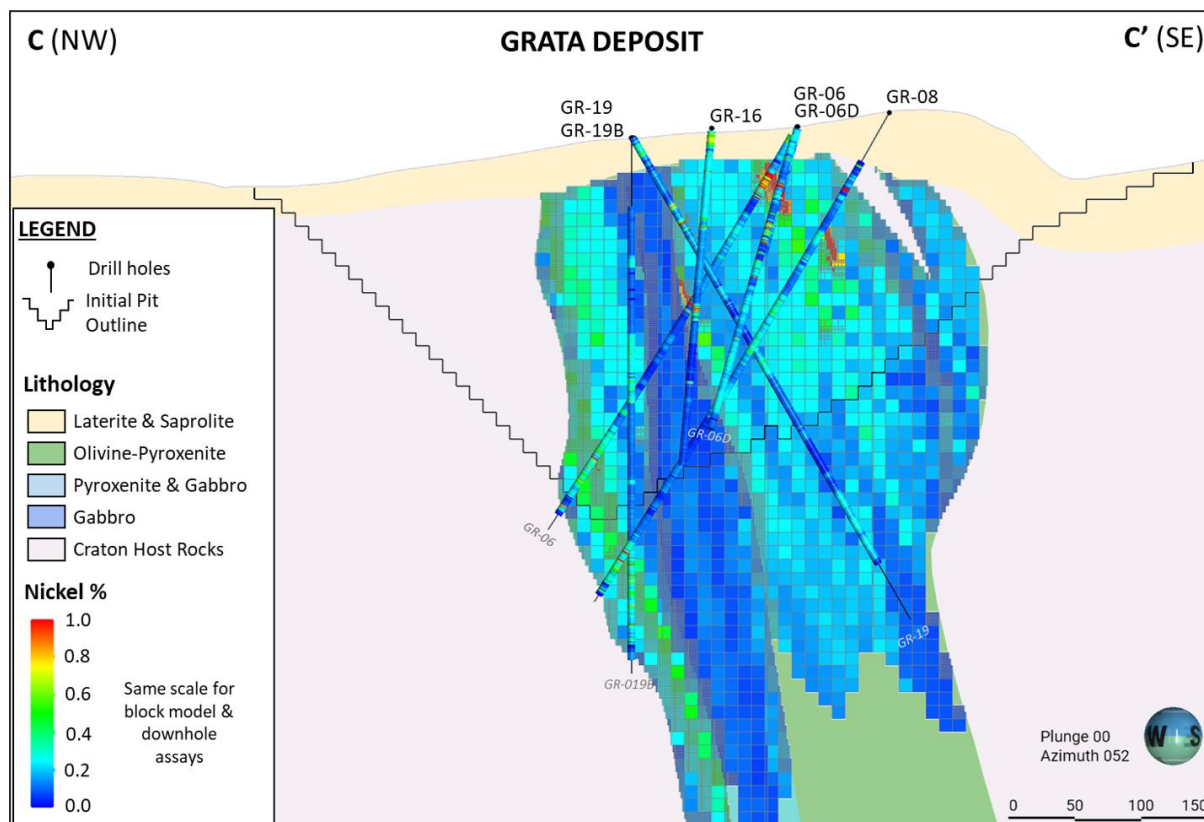 C (NW)
GRATA DEPOSIT
C’ (SE)
GR-19
GR-19B
GR-16
GR-06
GR-06D
GR-08
LEGEND
Drill holes
Initial Pit
Outline
Lithology
Laterite & Saprolite
Olivine-Pyroxenite
Pyroxenite & Gabbro
Gabbro
Craton Host Rocks
Nickel %
1.0
0.8
0.6
0.4
0.2
0.0
Same scale for
block model &
downhole
assays
GR-06D
GR-06
GR-019B
GR-19
Plunge 00
Azimuth 052
W S
0 50 100 150